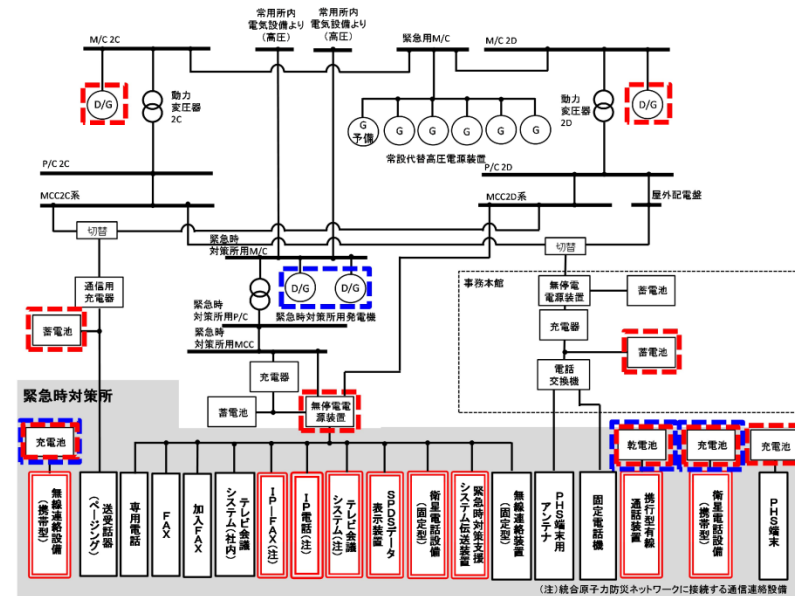 常用所内
電気設備より
(高圧)
常用所内
電気設備より
(高圧)
M/C 2C
緊急用M/C
M/C 2D
D/G
動力
変圧器
2C
G
予備
G
G
G
G
G
常設代替高圧電源装置
動力
変圧器
2D
D/G
P/C 2C
P/C 2D
MCC2C系
MCC2D系
屋外配電盤
切替
緊急時
対策所用M/C
切替
通信用
充電器
D/G
D/G
緊急時対策所用発電機
事務本館
無停電
電源装置
蓄電池
緊急時
対策所用P/C
充電器
蓄電池
緊急時
対策所用MCC
蓄電池
電話
交換機
充電器
緊急時対策所
蓄電池
無停電電
源装置
充電池
乾電池
充電池
充電池
無線連絡設備
(携帯型)
送受話器
(ページング)
専用電話
FAX
加入FAX
テレビ会議
システム(社内)
IP-FAX(注)
IP電話(注)
テレビ会議
システム(注)
SPDSデータ
表示装置
衛星電話設備
(固定型)
緊急時対策支援
システム伝送装置
無線連絡装置
(固定型)
PHS端末用
アンテナ
固定電話機
携行型有線
通話装置
衛星電話設備
(携帯型)
PHS端末
(注)統合原子力防災ネットワークに接続する通信連絡設備